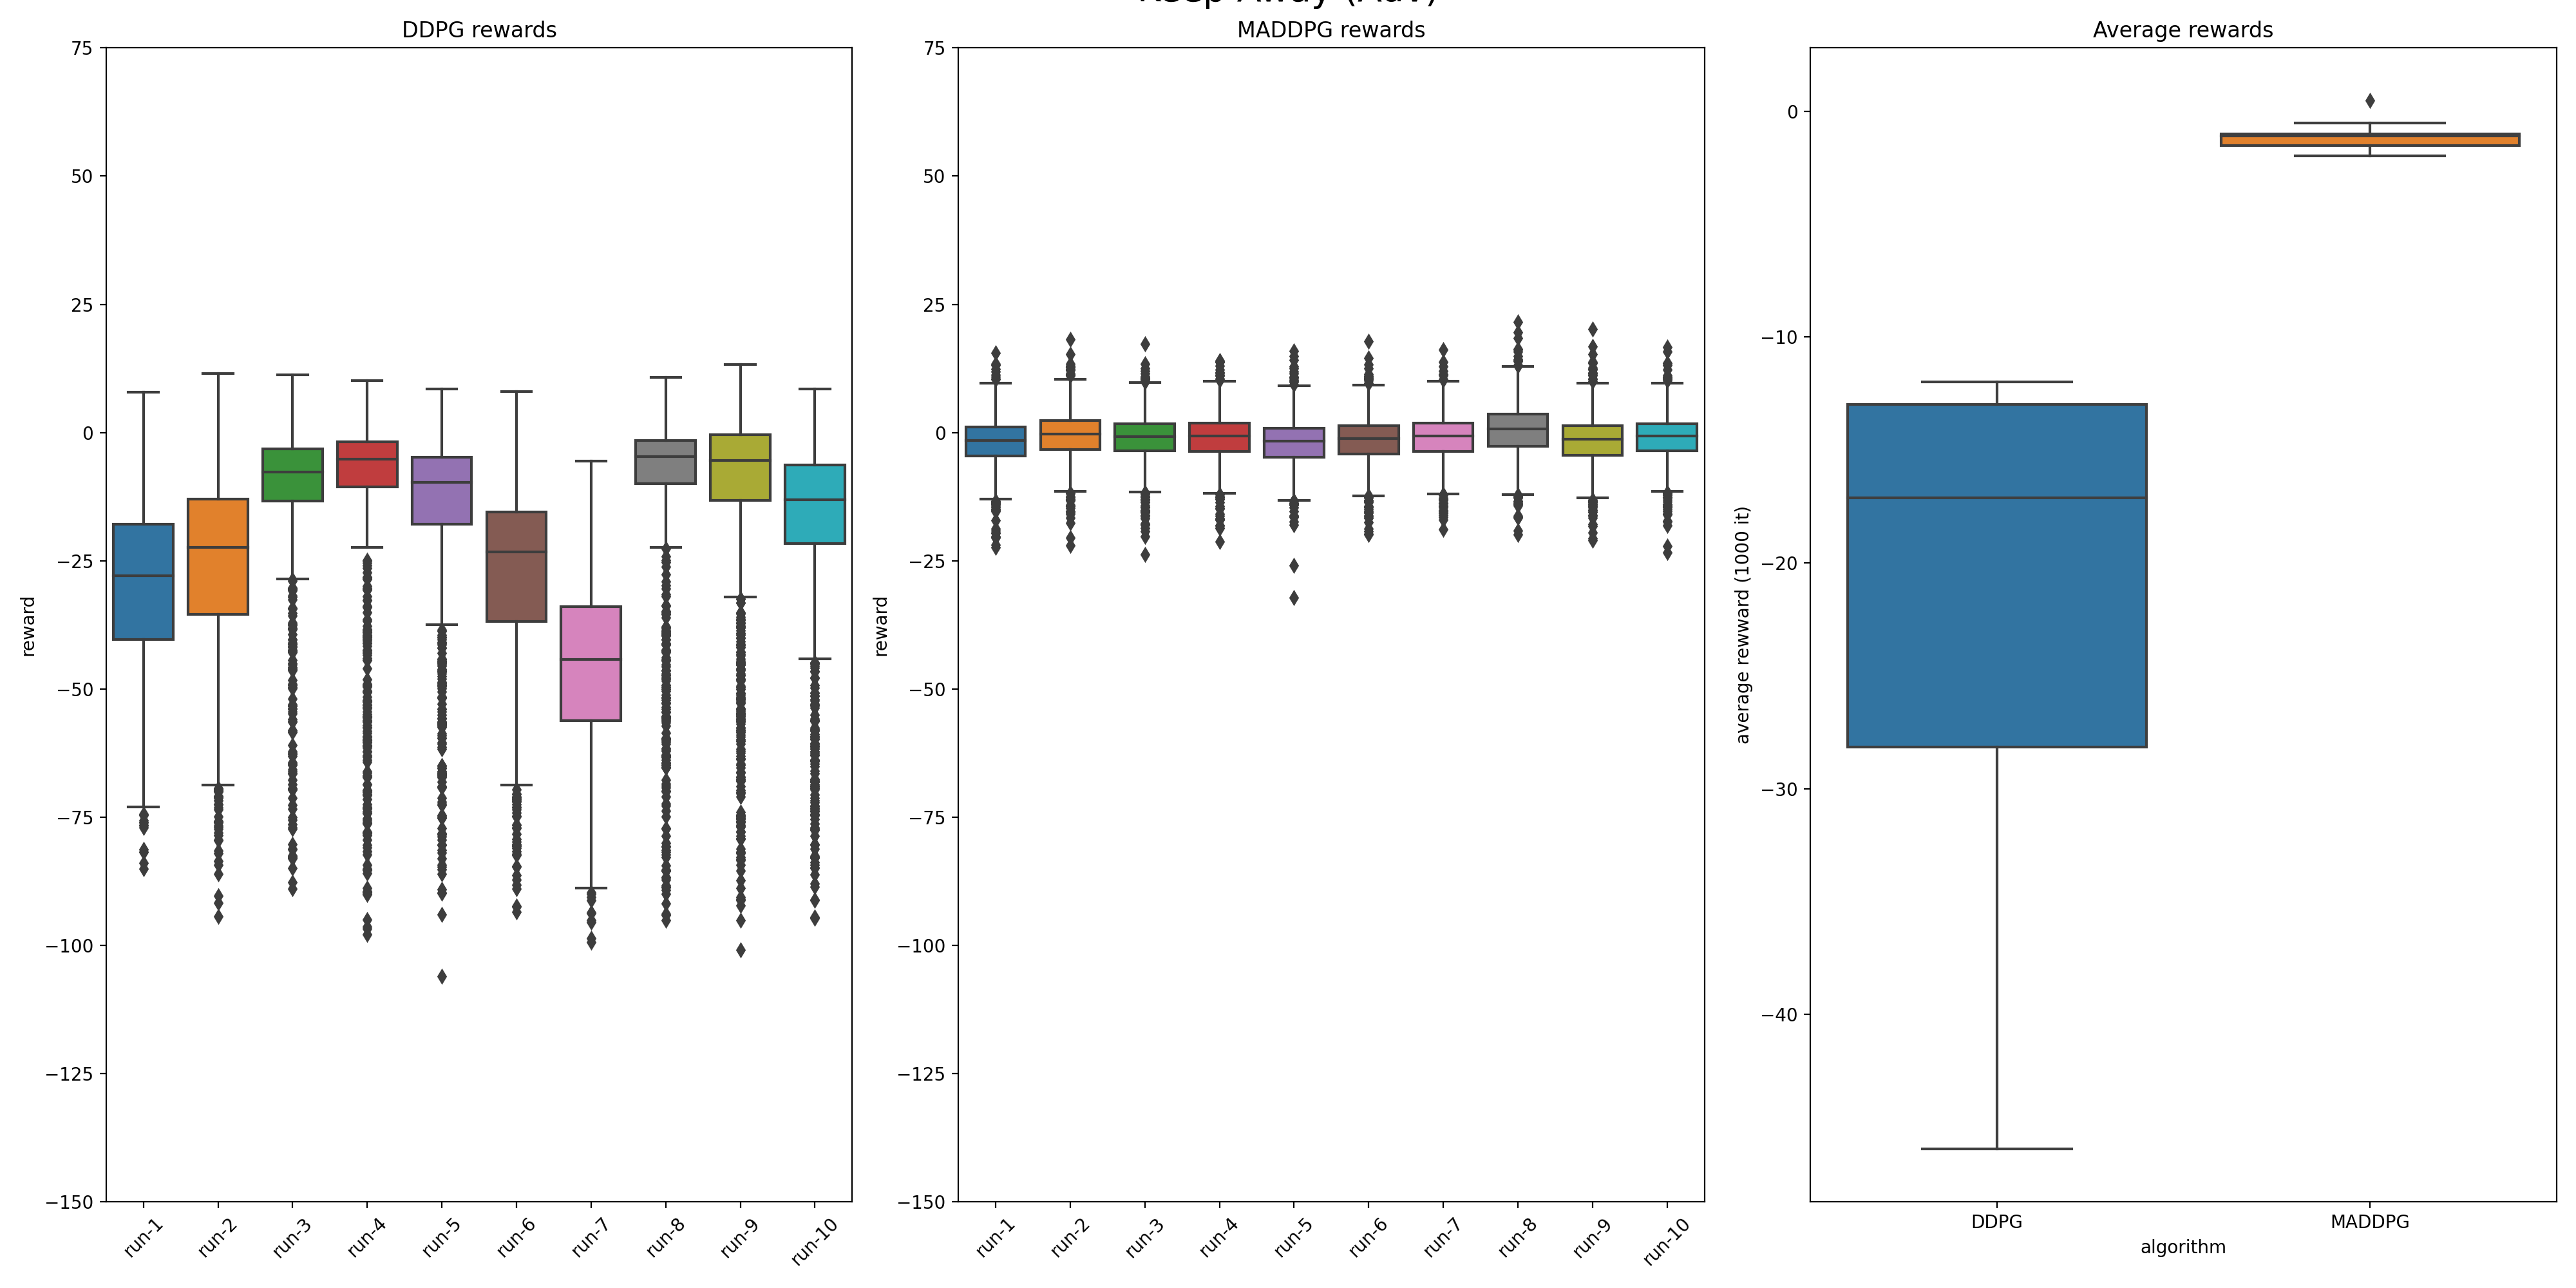 Keep Away (Adv)
DDPG rewards
75
50
25
0
−25
−50
−75
−100
−125
−150
reward
run-1
run-2
run-3
run-4
run-5
run-6
run-7
run-8
run-9
run-10
MADDPG rewards
75
50
25
0
−25
−50
−75
−100
−125
−150
reward
run-1
run-2
run-3
run-4
run-5
run-6
run-7
run-8
run-9
run-10
Average rewards
0
−10
−20
−30
−40
average rewward (1000 it)
DDPG
MADDPG
algorithm